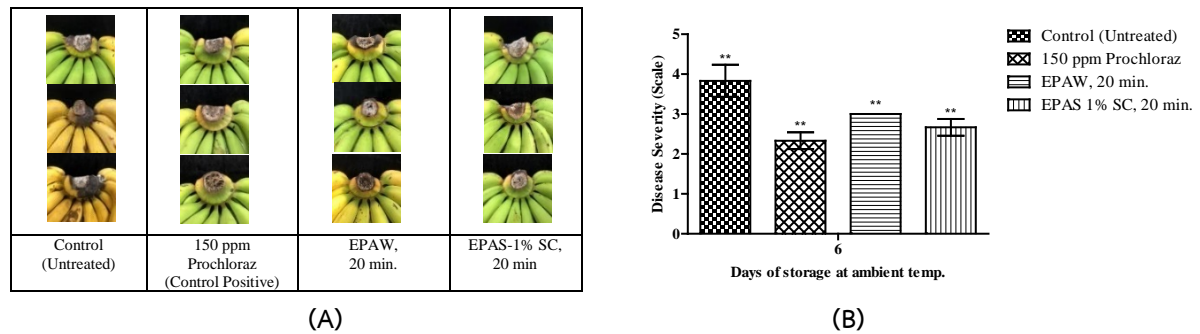 Control
(Untreated)
150 ppm
Prochloraz
(Control Positive)
EPAW,
20 min.
EPAS-1% SC,
20 min
(A)
Disease Severity (Scale)
5
4
3
2
1
0
**
**
**
**
6
Days of storage at ambient temp.
Control (Untreated)
150 ppm Prochloraz
EPAW, 20 min.
EPAS 1% SC, 20 min.
(B)